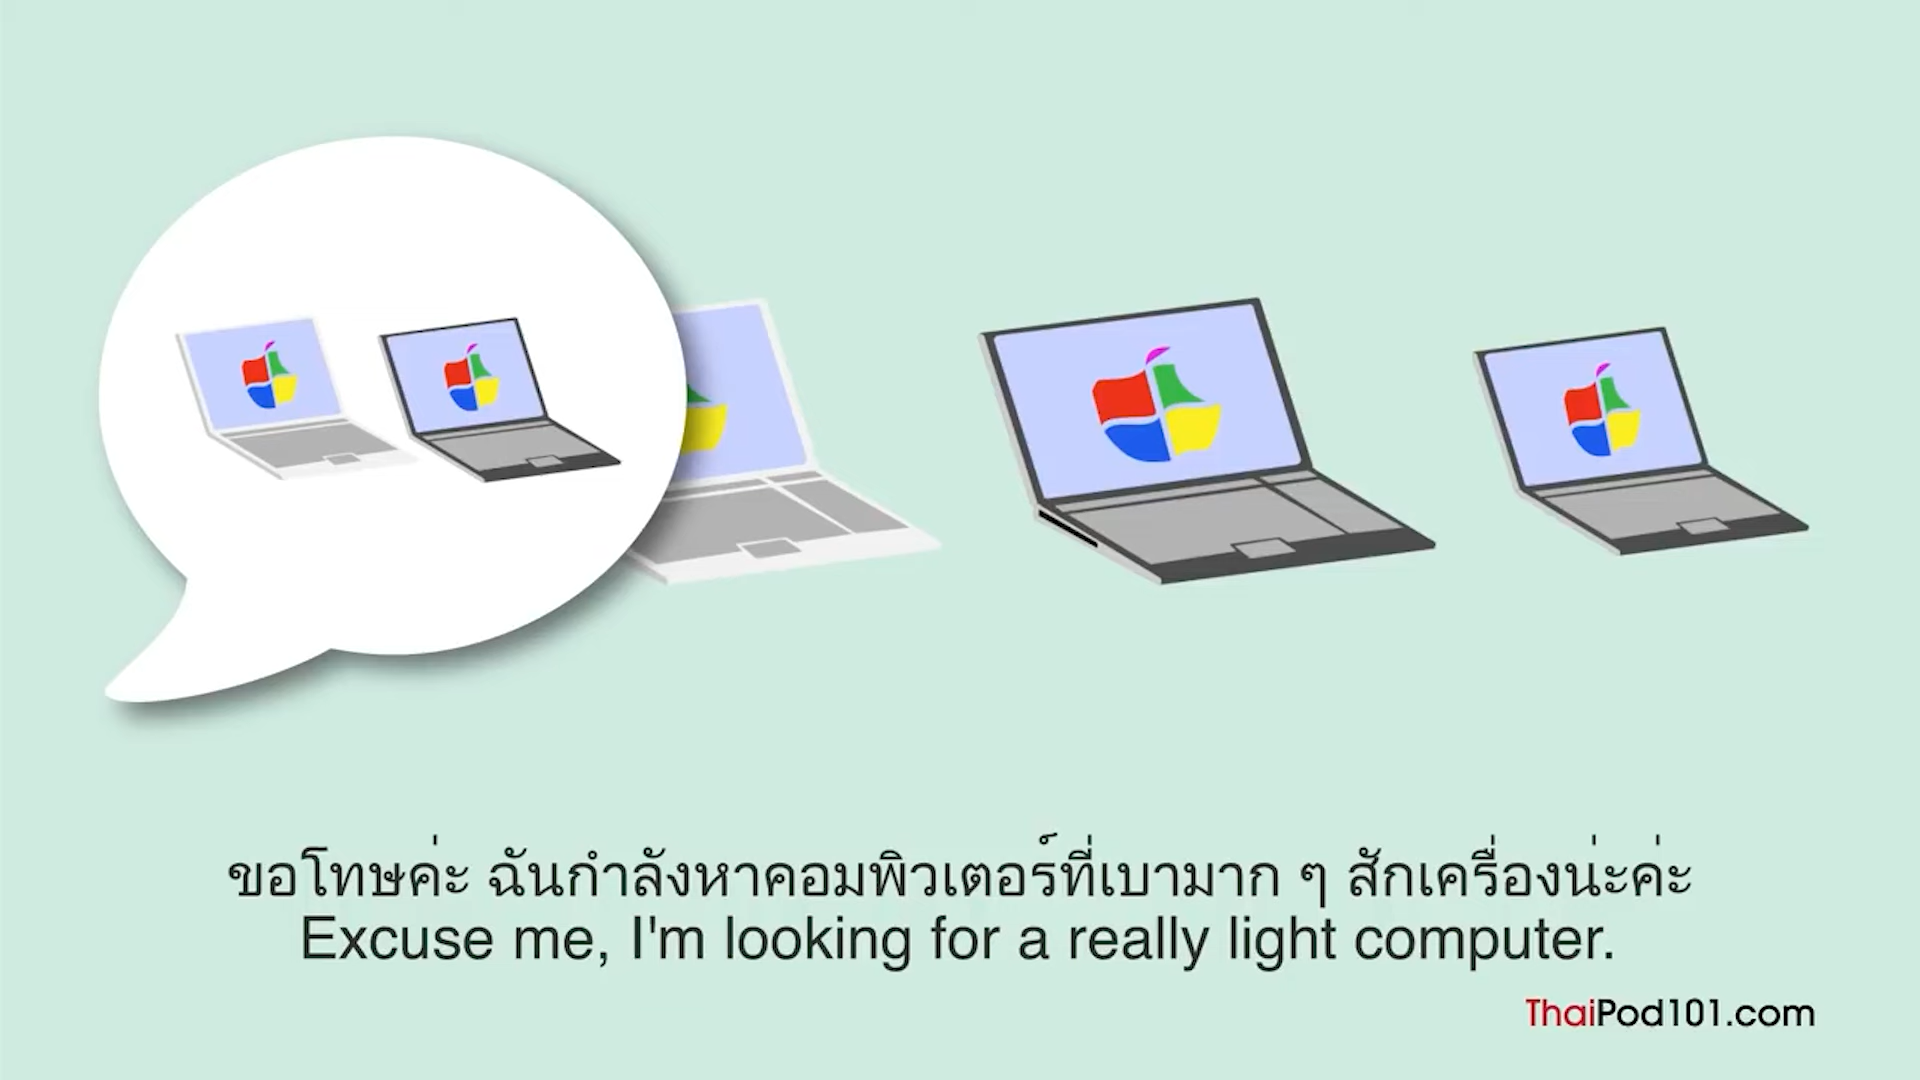 ขอโทษค่ะ ฉันกำลังหาคอมพิวเตอร์ที่เบามาก ๆ สักเครื่องน่ะค่ะ
Excuse me, I'm looking for a really light computer.
ThaiPod101.com